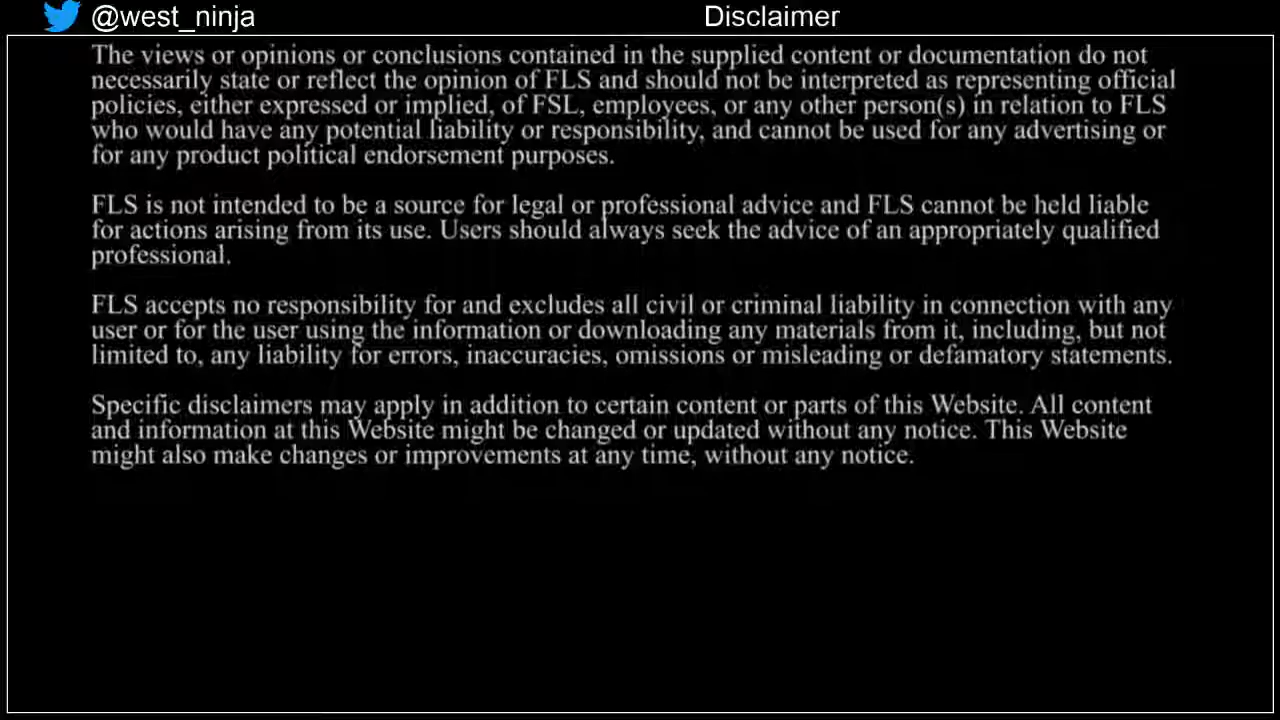 @west_ninja
Disclaimer
The views or opinions or conclusions contained in the supplied content or documentation do not
necessarily state or reflect the opinion of FLS and should not be interpreted as representing official
policies, either expressed or implied, of FSL, employees, or any other person(s) in relation to FLS
who would have any potential liability or responsibility, and cannot be used for any advertising or
for any product political endorsement purposes.
FLS is not intended to be a source for legal or professional advice and FLS cannot be held liable
for actions arising from its use. Users should always seek the advice of an appropriately qualified
professional.
FLS accepts no responsibility for and excludes all civil or criminal liability in connection with any
user or for the user using the information or downloading any materials from it, including, but not
limited to, any liability for errors, inaccuracies, omissions or misleading or defamatory statements.
Specific disclaimers may apply in addition to certain content or parts of this Website. All content
and information at this Website might be changed or updated without any notice. This Website
might also make changes or improvements at any time, without any notice.